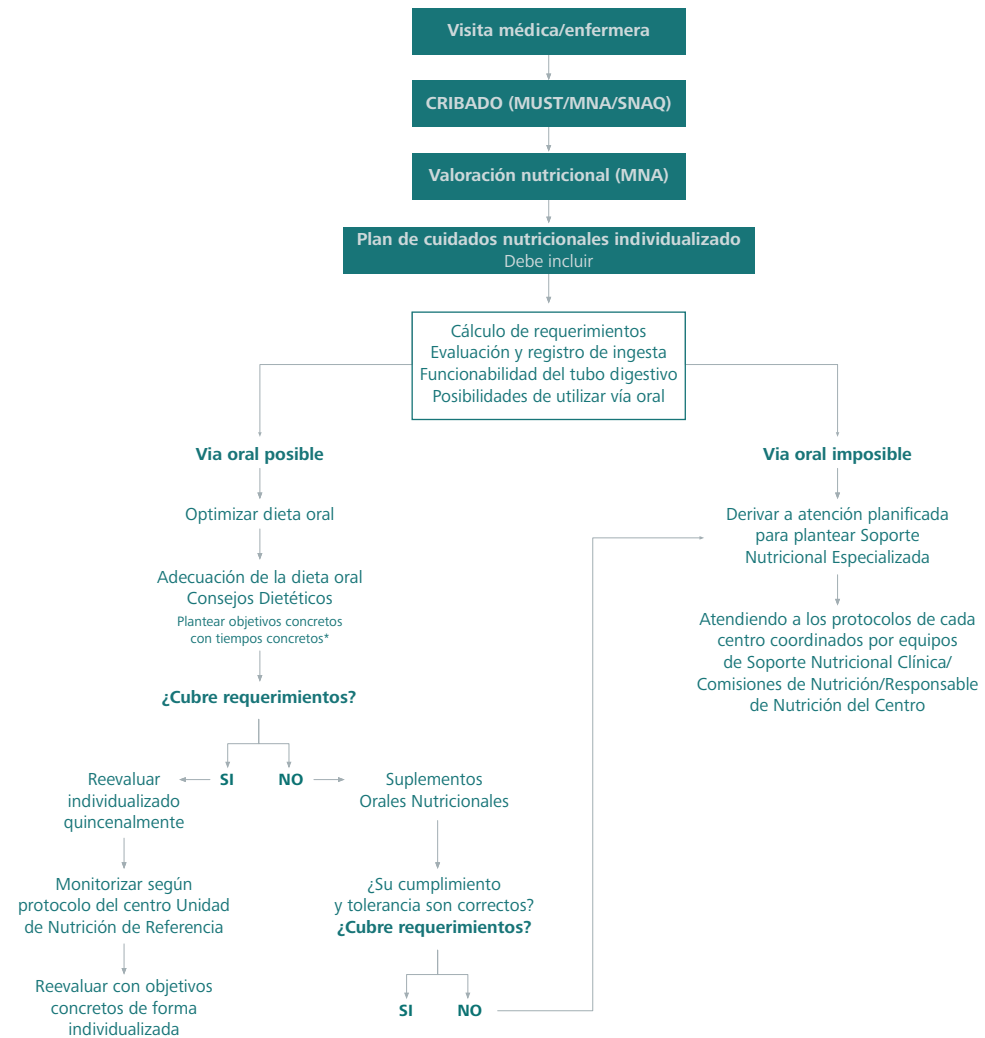 Visita médica/enfermera
CRIBADO (MUST/MNA/SNAQ)
Valoración nutricional (MNA)
Plan de cuidados nutricionales individualizado
Debe incluir
Cálculo de requerimientos
Evaluación y registro de ingesta
Funcionabilidad del tubo digestivo
Posibilidades de utilizar vía oral
Via oral posible
Optimizar dieta oral
Adecuación de la dieta oral
Consejos Dietéticos
Plantear objetivos concretos
con tiempos concretos*
¿Cubre requerimientos?
SI
NO
Reevaluar
individualizado
quincenalmente
Monitorizar según
protocolo del centro Unidad
de Nutrición de Referencia
Reevaluar con objetivos
concretos de forma
individualizada
Suplementos
Orales Nutricionales
¿Su cumplimiento
y tolerancia son correctos?
¿Cubre requerimientos?
SI
NO
Via oral imposible
Derivar a atención planificada
para plantear Soporte
Nutricional Especializada
Atendiendo a los protocolos de cada
centro coordinados por equipos
de Soporte Nutricional Clínica/
Comisiones de Nutrición/Responsable
de Nutrición del Centro